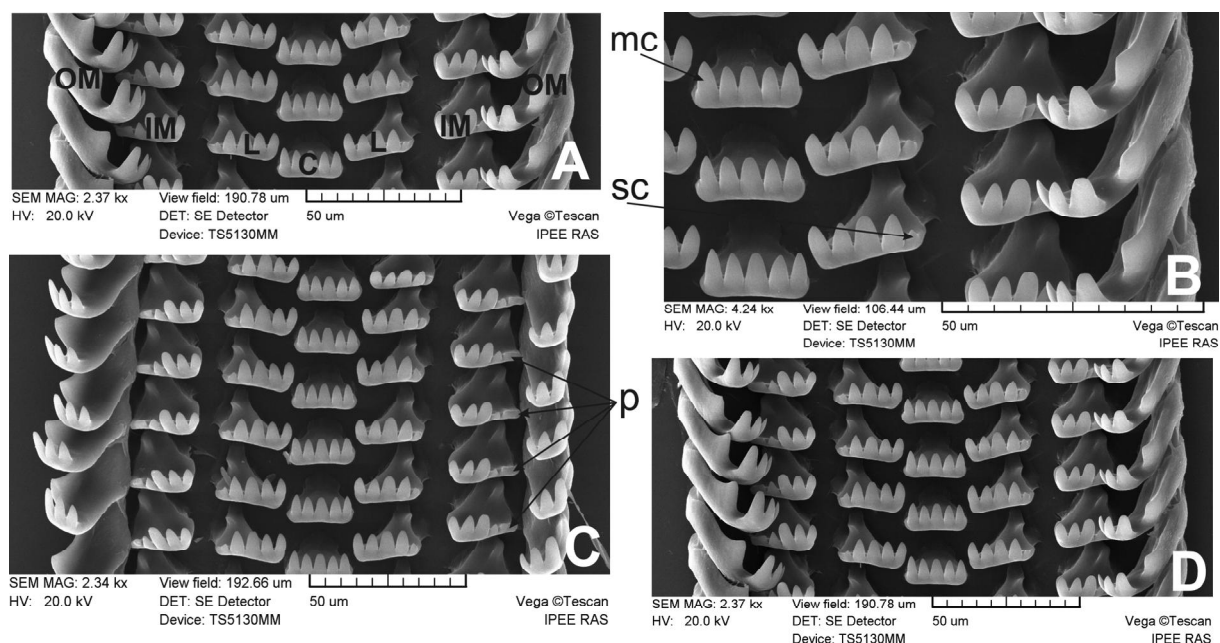 OM
IM
L
C
L
IM
OM
A
SEM MAG: 2.37 kx View field: 190.78 um
HV: 20.0 kV DET: SE Detector 50 um Vega ©Tescan
Device: TS5130MM IPEE RAS
mc
sc
B
SEM MAG: 4.24 kx View field: 106.44 um
HV: 20.0 kV DET: SE Detector 50 um Vega ©Tescan
Device: TS5130MM IPEE RAS
p
C
SEM MAG: 2.34 kx View field: 192.66 um
HV: 20.0 kV DET: SE Detector 50 um Vega ©Tescan
Device: TS5130MM IPEE RAS
D
SEM MAG: 2.37 kx View field: 190.78 um
HV: 20.0 kV DET: SE Detector 50 um Vega ©Tescan
Device: TS5130MM IPEE RAS